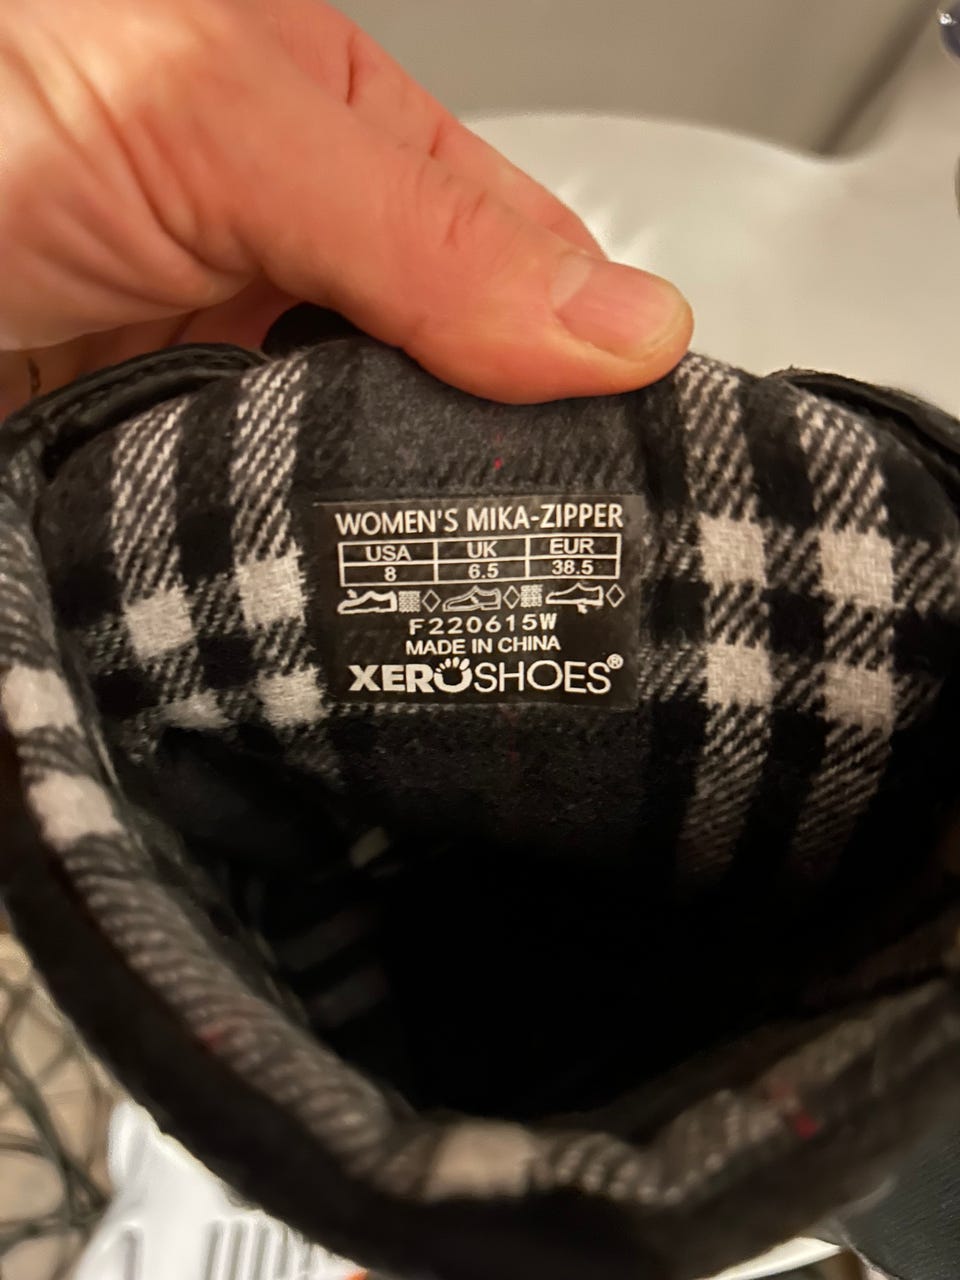 WOMEN'S MIKA-ZIPPER
USA UK EUR
8 6.5 38.5
F220615W
MADE IN CHINA
XEROSHOES®